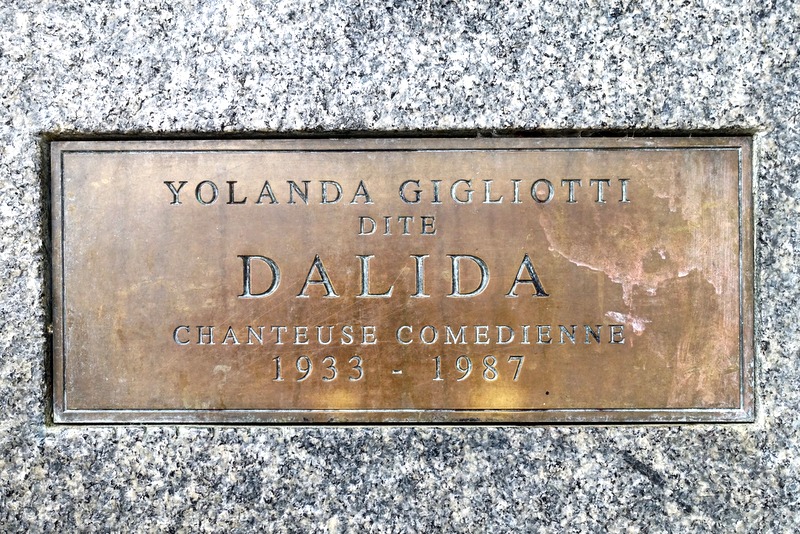 YOLANDA GIGLIOTTI
DITE
DALIDA
CHANTEUSE COMEDIENNE
1933 - 1987